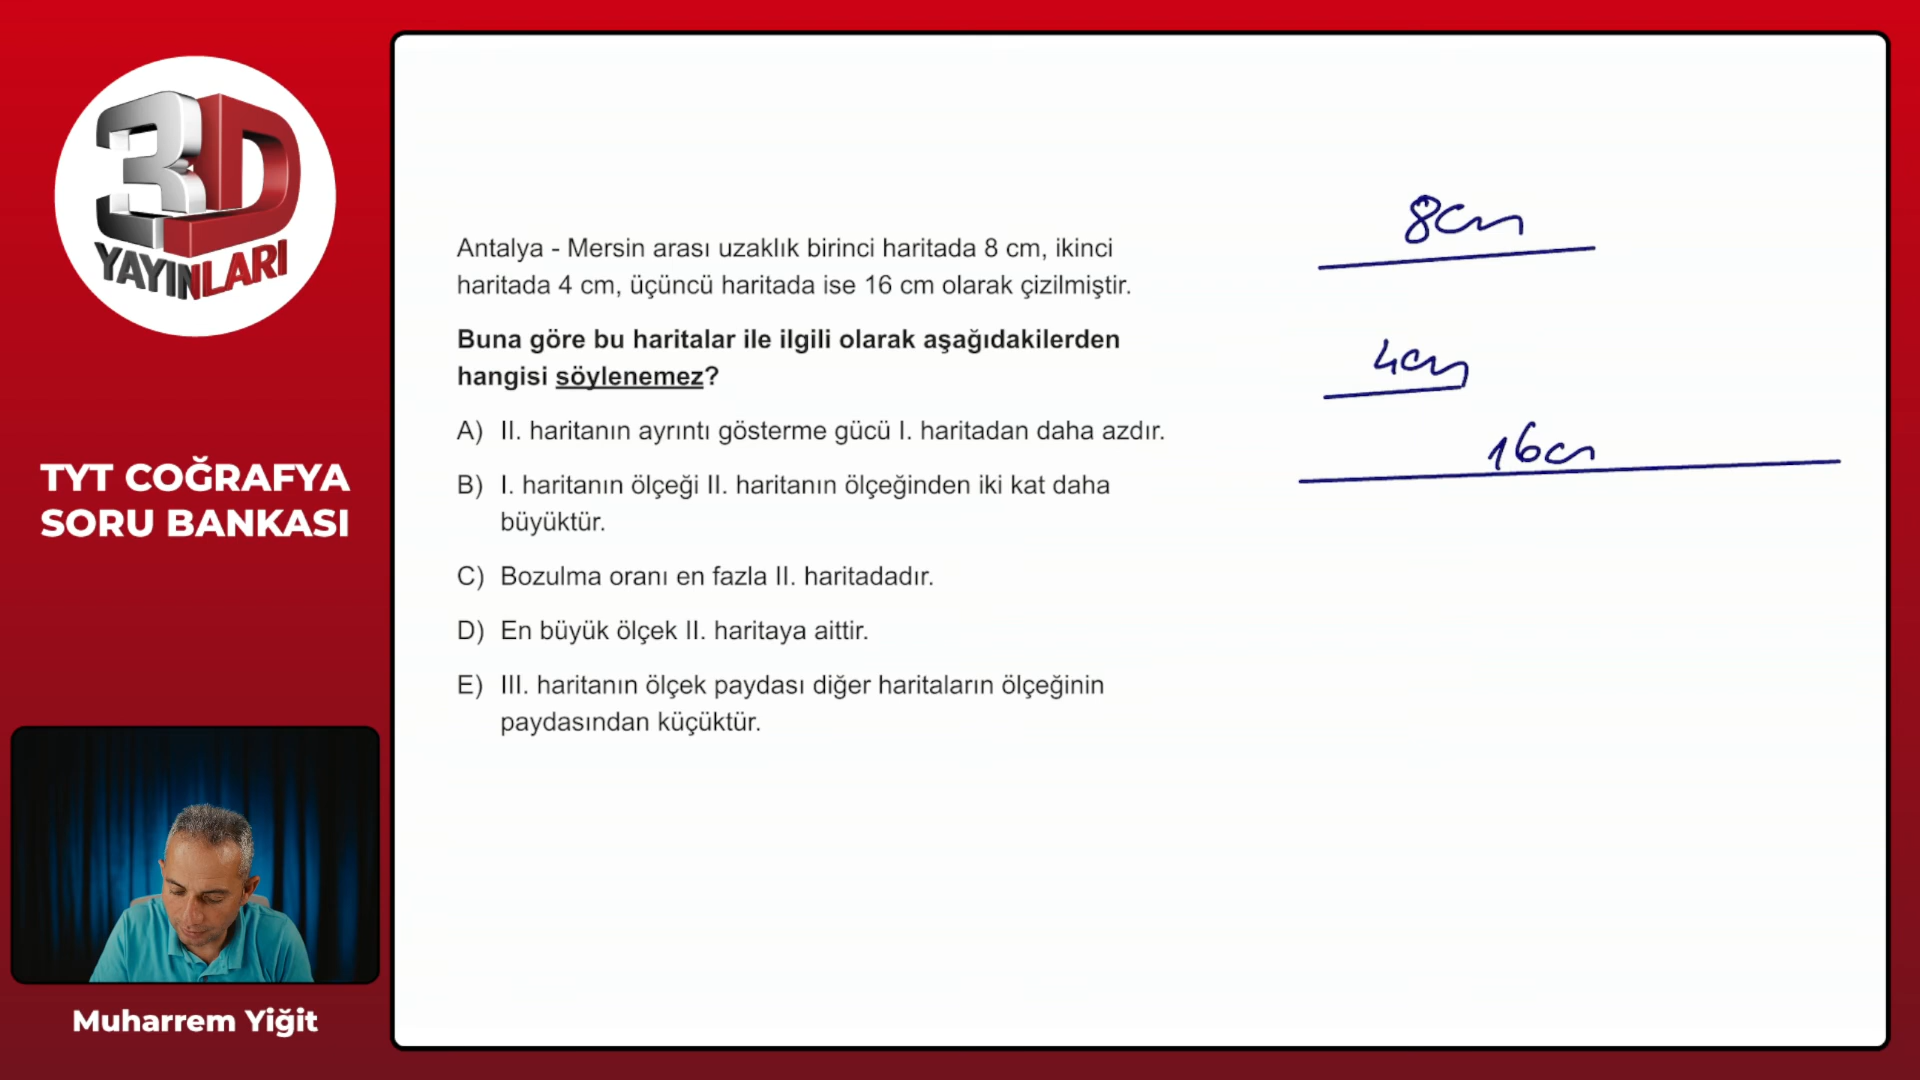 3D
YAYINLARI
TYT COĞRAFYA
SORU BANKASI
Muharrem Yiğit
Antalya - Mersin arası uzaklık birinci haritada 8 cm, ikinci
haritada 4 cm, üçüncü haritada ise 16 cm olarak çizilmiştir.
Buna göre bu haritalar ile ilgili olarak aşağıdakilerden
hangisi söylenemez?
A) II. haritanın ayrıntı gösterme gücü I. haritadan daha azdır.
B) I. haritanın ölçeği II. haritanın ölçeğinden iki kat daha
büyüktür.
C) Bozulma oranı en fazla II. haritadadır.
D) En büyük ölçek II. haritaya aittir.
E) III. haritanın ölçek paydası diğer haritaların ölçeğinin
paydasından küçüktür.
8cm
4cm
16cm